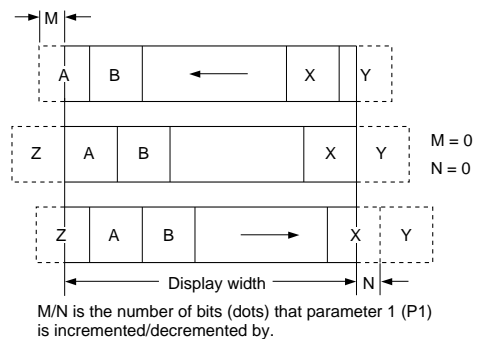 M
A B X Y
Z A B X Y
M = 0
N = 0
Z A B X Y
Display width N
M/N is the number of bits (dots) that parameter 1 (P1)
is incremented/decremented by.